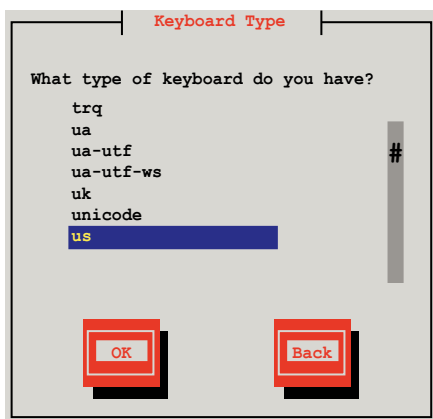 Keyboard Type
What type of keyboard do you have?
trq
ua
ua-utf
#
ua-utf-ws
uk
unicode
us
OK
Back